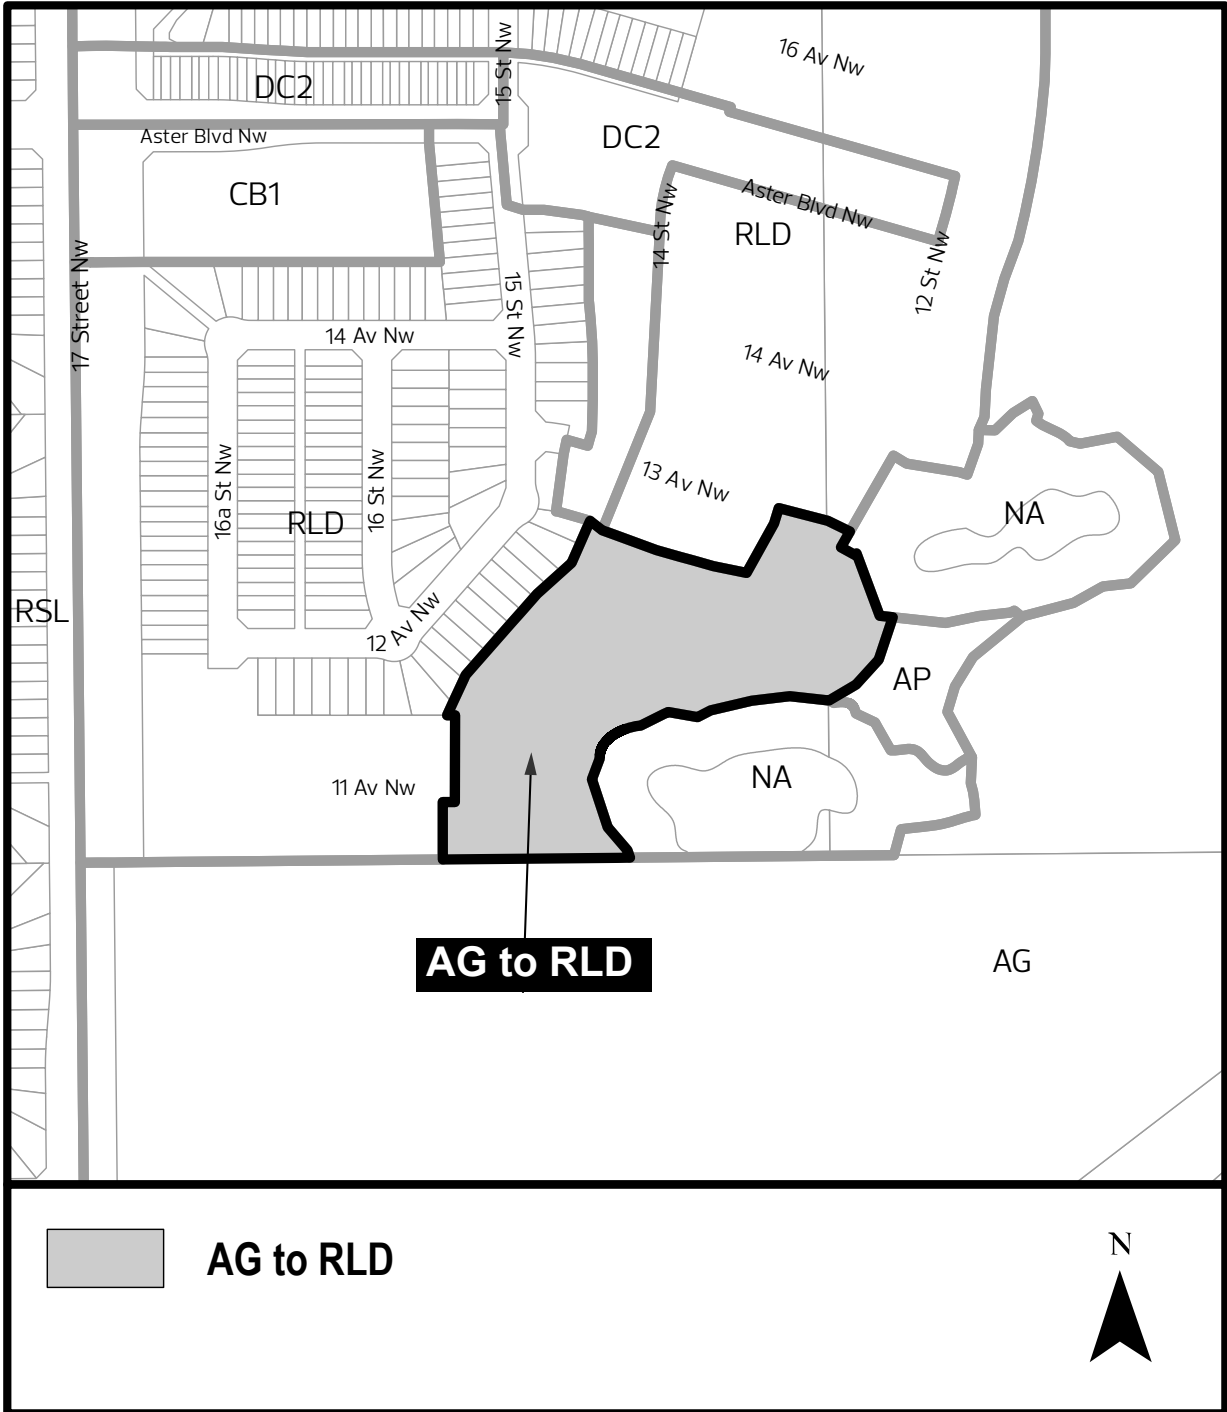 16 Av Nw
15 St Nw
DC2
Aster Blvd Nw
DC2
CB1
Aster Blvd Nw
14 St Nw
RLD
12 St Nw
17 Street Nw
15 St Nw
14 Av Nw
14 Av Nw
13 Av Nw
16a St Nw
16 St Nw
RLD
NA
RSL
12 Av Nw
AP
NA
11 Av Nw
AG to RLD
AG
AG to RLD
N